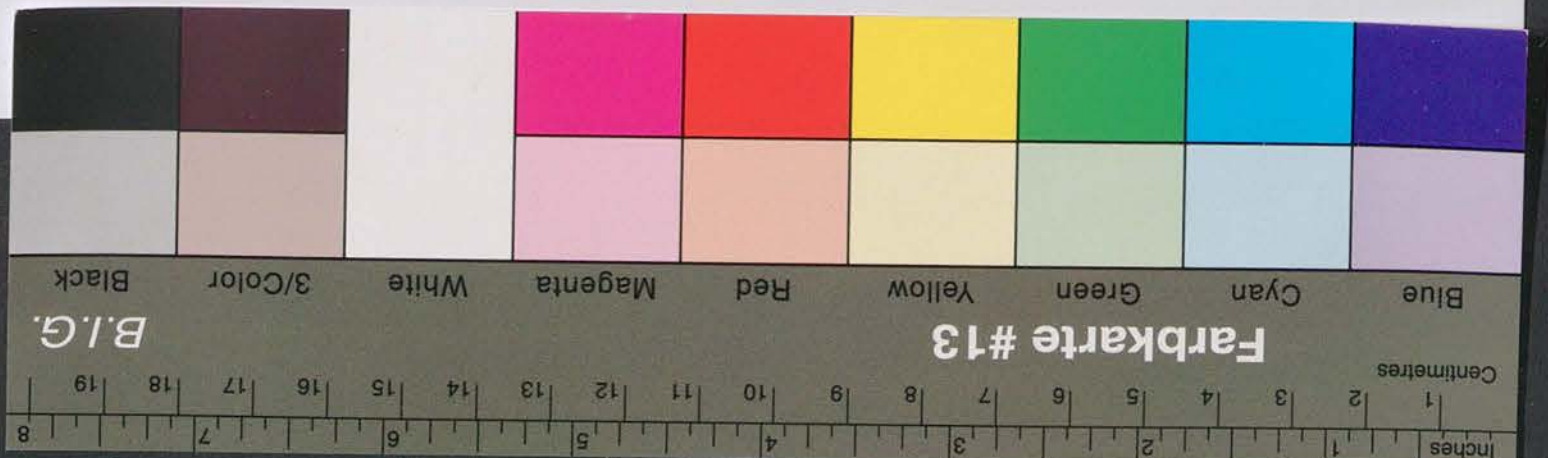 Inches 1 2 3 4 5 6 7 8
Centimetres 1 2 3 4 5 6 7 8 9 10 11 12 13 14 15 16 17 18 19
Farbkarte #13 B.I.G.
Blue Cyan Green Yellow Red Magenta White 3/Color Black